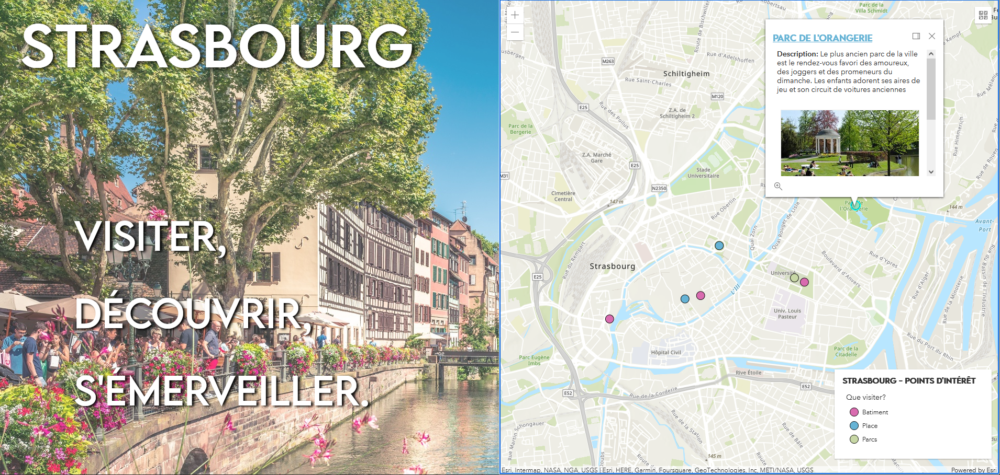 STRASBOURG
VISITER,
DÉCOUVRIR,
S'ÉMERVEILLER.
PARC DE L'ORANGERIE
Description: Le plus ancien parc de la ville
est le rendez-vous favori des amoureux,
des joggers et des promeneurs du
dimanche. Les enfants adorent ses aires de
jeu et son circuit de voitures anciennes
Parc de la
Villa Schmidt
Route de Bischwiller
Kempf
usbergen
M263
Rue d'Adelshoffen
Schiltigheim
Rue Saint-Charles
M120
Rue Mélanie
E25
Rue des Poilus
Z.A. de
Schiltigheim 2
Parc de la
Bergerie
Rue Himmerich
Z.A. Marché
Gare
E25
Rue de Rouen
M31
Stade
Universitaire
N2350
Cimetière
Central
147 m
Rue Oberlin
Quai Rouget de Lisle
Parc de
l'Orangerie
144 m
Avant-
Port
Quai Zorn
Rue du Rempart
Strasbourg
Boulevard d'Anvers
Rue d'Ypres
Rue du Bassin de l'Industrie
Université
E25
L'Ill
Rue d'Alger
Rue de la Minoterie
Univ. Louis
Pasteur
Parc Eugène
Imbs
Hôpital Civil
Parc de la
Citadelle
Rue du Port du Rhin
Rive Étoile
E52
E52
Rue de la Corderie
Rue Martin Schongauer
Rue de la Station
Rue de Bâle
145 m
Doubs
Route de
STRASBOURG - POINTS D'INTÉRÊT
Que visiter?
Batiment
Place
Parcs
Esri, Intermap, NASA, NGA, USGS | Esri, HERE, Garmin, Foursquare, GeoTechnologies, Inc, METI/NASA, USGS
Powered by Esri